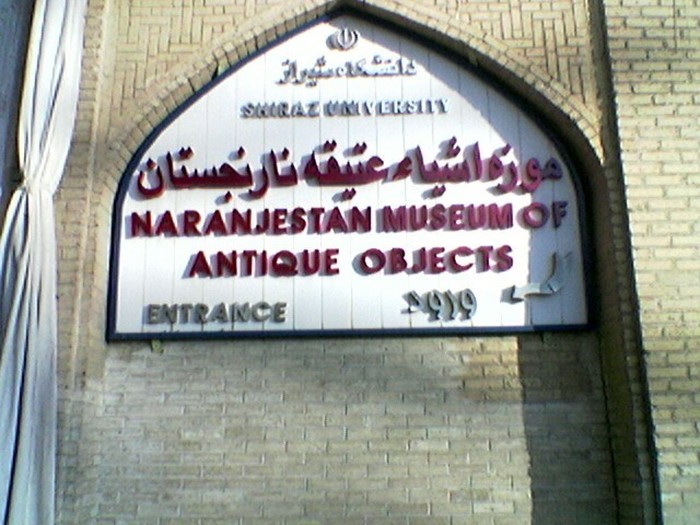 دانشگاه شیراز
SHIRAZ UNIVERSITY
موزه اشیاء عتیقه نارنجستان
NARANJESTAN MUSEUM OF
ANTIQUE OBJECTS
ENTRANCE ورود